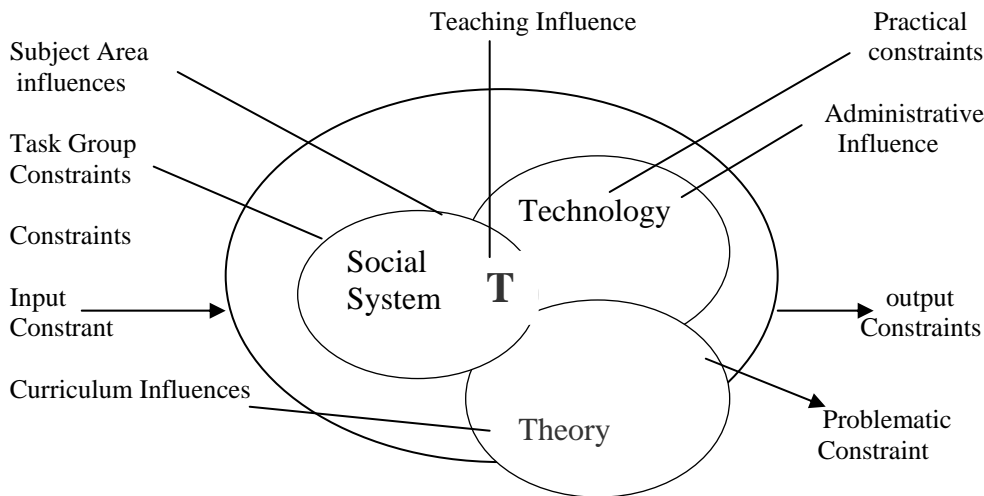 Teaching Influence
Practical
constraints
Subject Area
influences
Administrative
Influence
Task Group
Constraints
Technology
Constraints
Social
System
T
Input
Constrant
output
Constraints
Curriculum Influences
Theory
Problematic
Constraint